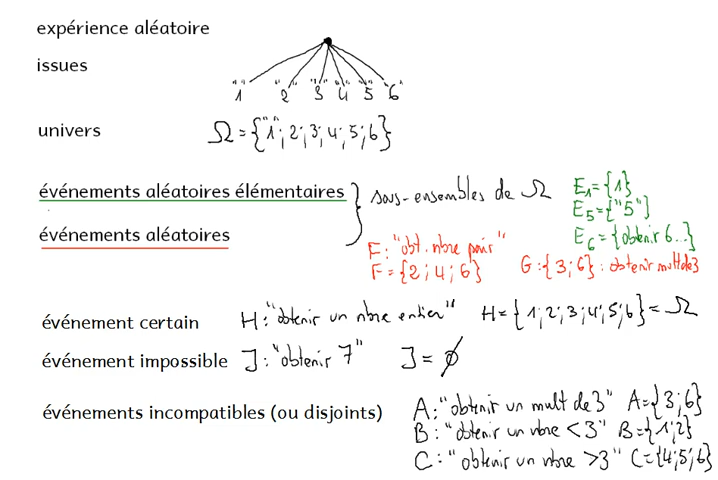 expérience aléatoire
issues
"1" "2" "3" "4" "5" "6"
univers Ω = {"1"; 2; 3; 4; 5; 6}
événements aléatoires élémentaires } sous-ensembles de Ω E₁ = {1}
E₅ = {"5"}
E₆ = {obtenir 6...}
événements aléatoires
F: "obt. nbre pair"
F = {2; 4; 6} G: {3; 6} : obtenir mult de 3
événement certain H: "obtenir un nbre entier" H = {1; 2; 3; 4; 5; 6} = Ω
événement impossible J: "obtenir 7" J = ∅
événements incompatibles (ou disjoints) A: "obtenir un mult de 3" A = {3; 6}
B: "obtenir un nbre < 3" B = {1; 2}
C: "obtenir un nbre > 3" C = {4; 5; 6}